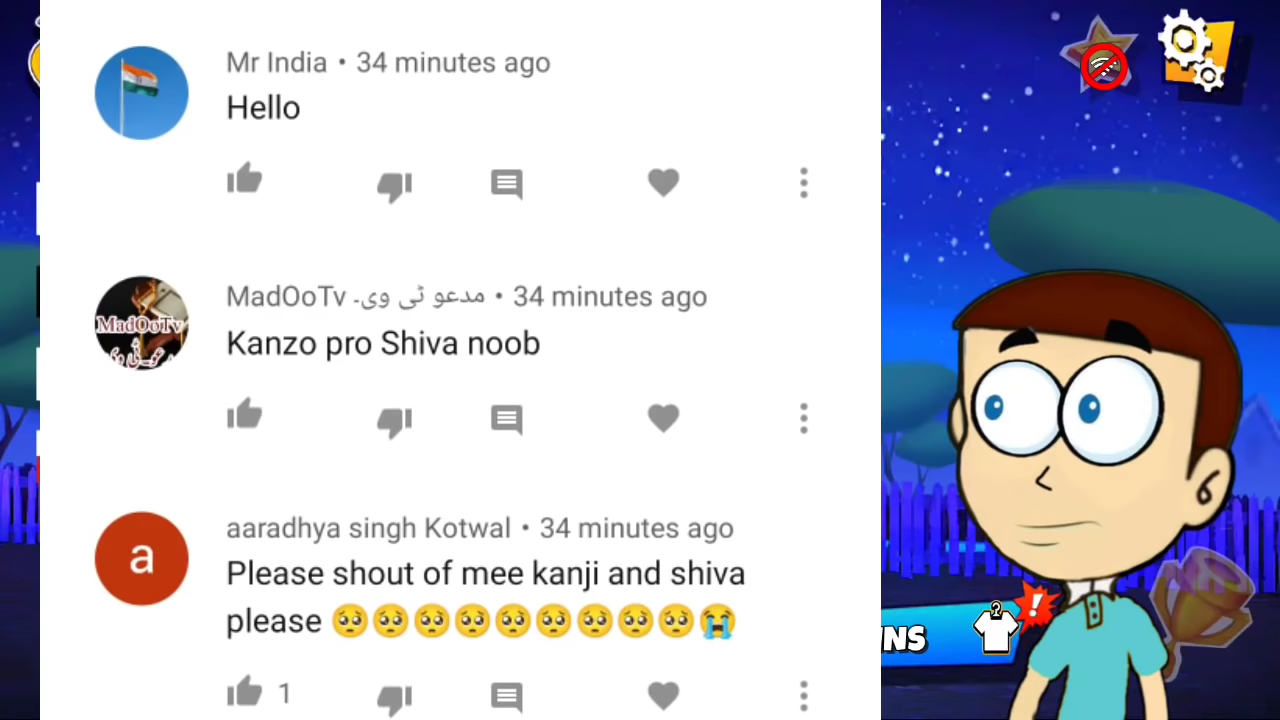 Mr India • 34 minutes ago
Hello
MadOoTv مدعو ٹی وی۔ • 34 minutes ago
MadOoTv
Kanzo pro Shiva noob
a
aaradhya singh Kotwal • 34 minutes ago
Please shout of mee kanji and shiva
please 🥺🥺🥺🥺🥺🥺🥺🥺🥺😭
1
!
NS